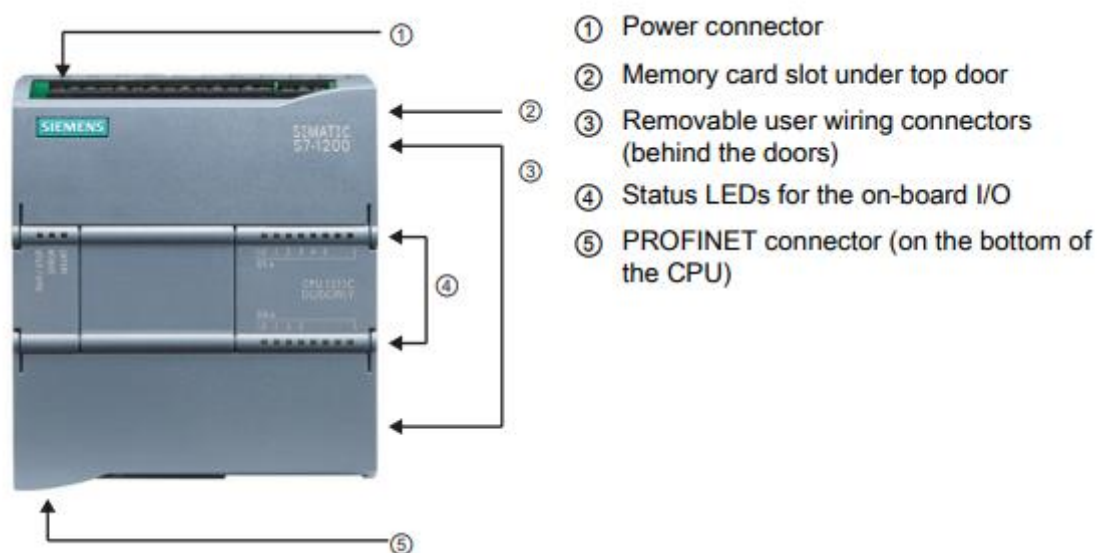 ① Power connector
② Memory card slot under top door
③ Removable user wiring connectors
(behind the doors)
④ Status LEDs for the on-board I/O
⑤ PROFINET connector (on the bottom of
the CPU)
①
SIEMENS
SIMATIC
S7-1200
②
③
④
⑤